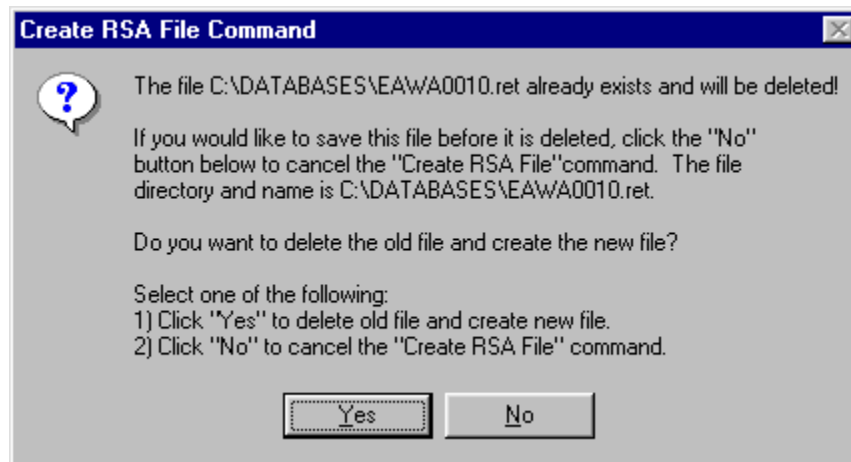 Create RSA File Command
The file C:\DATABASES\EAWA0010.ret already exists and will be deleted!
If you would like to save this file before it is deleted, click the "No"
button below to cancel the "Create RSA File"command.  The file
directory and name is C:\DATABASES\EAWA0010.ret.
Do you want to delete the old file and create the new file?
Select one of the following:
1) Click "Yes" to delete old file and create new file.
2) Click "No" to cancel the "Create RSA File" command.
Yes
No